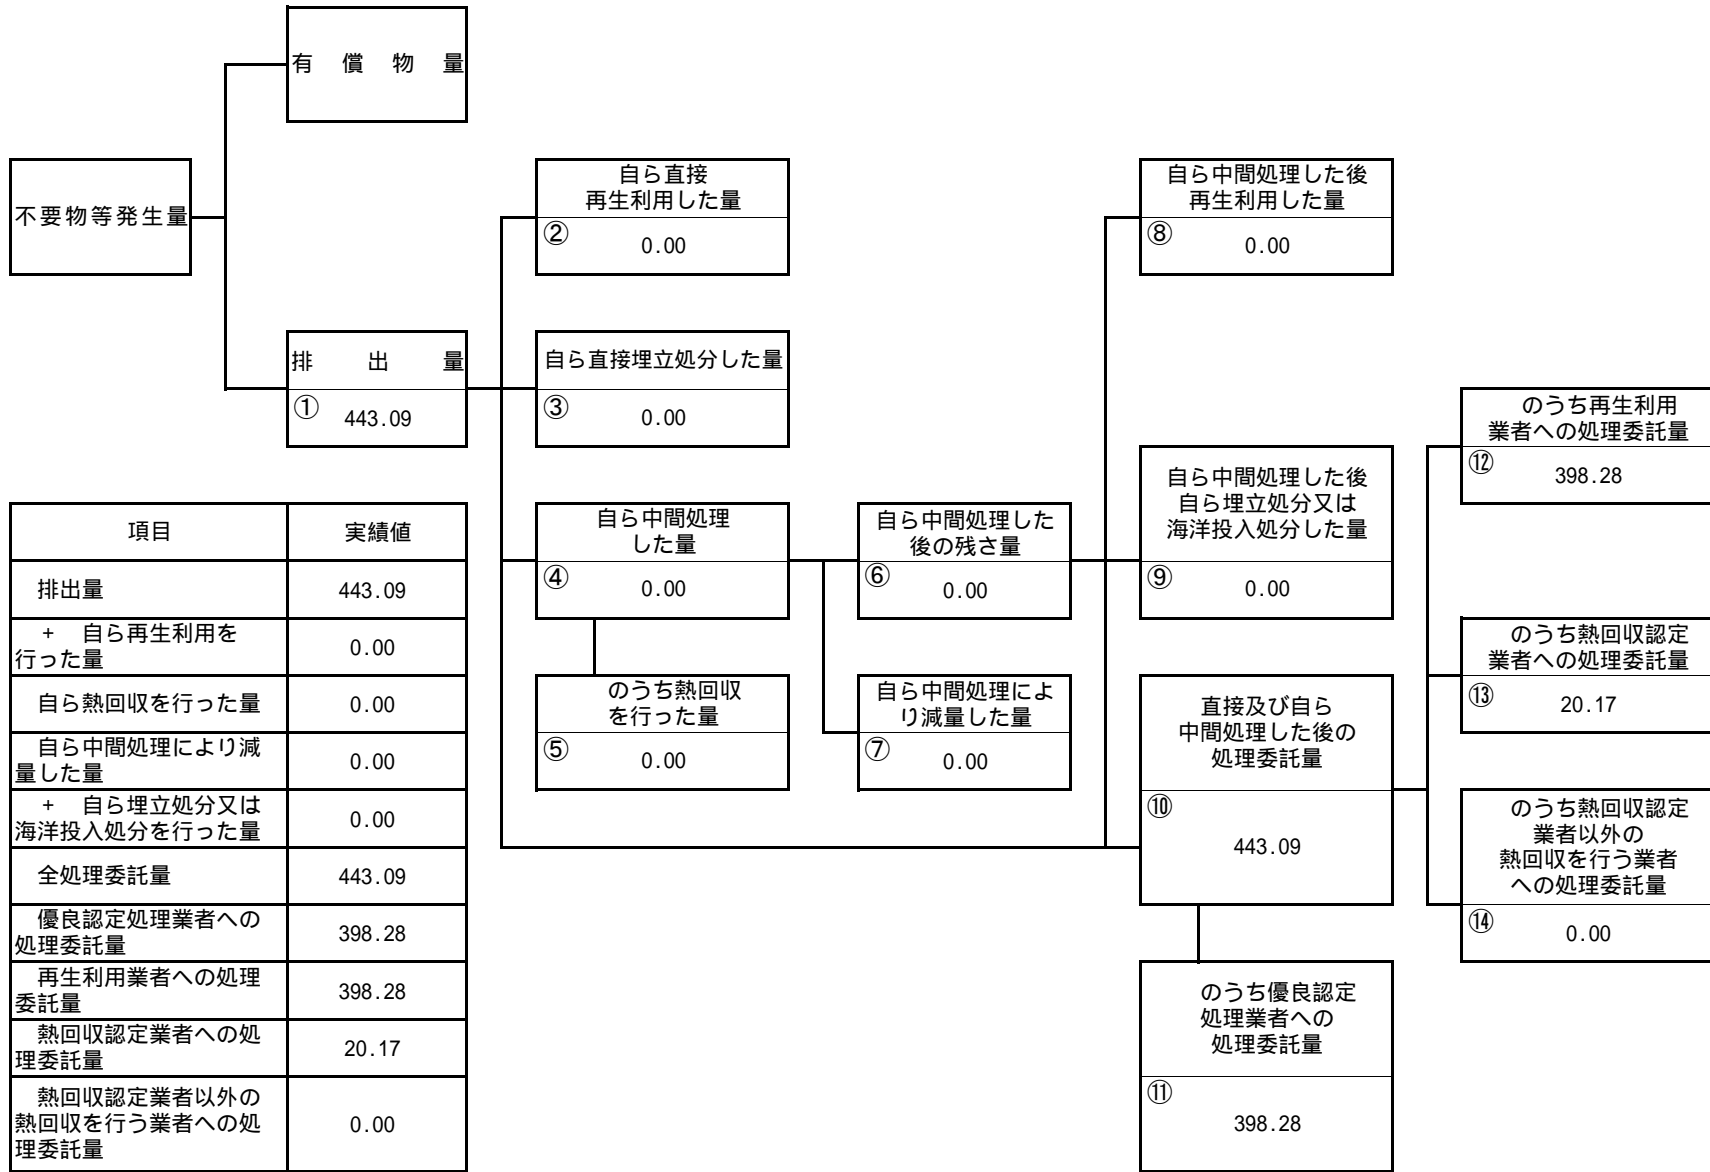 有償物量
不要物等発生量
排出量
①
443.09
自ら直接
再生利用した量
②
0.00
自ら直接埋立処分した量
③
0.00
自ら中間処理
した量
④
0.00
のうち熱回収
を行った量
⑤
0.00
自ら中間処理した
後の残さ量
⑥
0.00
自ら中間処理によ
り減量した量
⑦
0.00
自ら中間処理した後
再生利用した量
⑧
0.00
自ら中間処理した後
自ら埋立処分又は
海洋投入処分した量
⑨
0.00
直接及び自ら
中間処理した後の
処理委託量
⑩
443.09
のうち優良認定
処理業者への
処理委託量
⑪
398.28
のうち再生利用
業者への処理委託量
⑫
398.28
のうち熱回収認定
業者への処理委託量
⑬
20.17
のうち熱回収認定
業者以外の
熱回収を行う業者
への処理委託量
⑭
0.00
項目 実績値
排出量 443.09
+ 自ら再生利用を
行った量
0.00
自ら熱回収を行った量 0.00
自ら中間処理により減
量した量
0.00
+ 自ら埋立処分又は
海洋投入処分を行った量
0.00
全処理委託量 443.09
優良認定処理業者への
処理委託量
398.28
再生利用業者への処理
委託量
398.28
熱回収認定業者への処
理委託量
20.17
熱回収認定業者以外の
熱回収を行う業者への処
理委託量
0.00